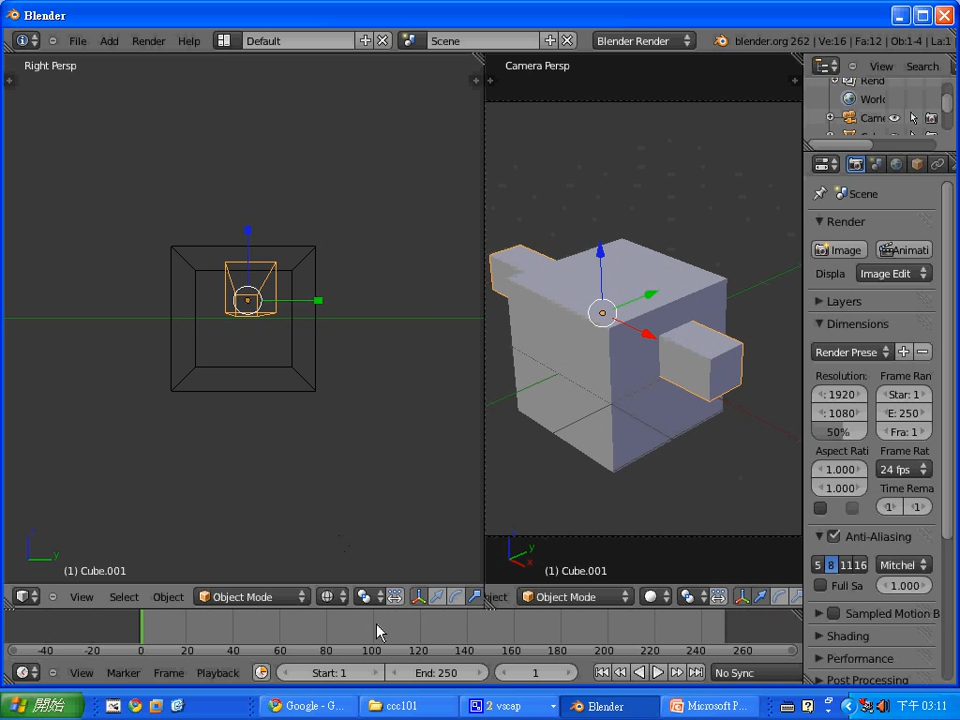 Blender
File Add Render Help Default Scene Blender Render blender.org 262 | Ve:16 | Fa:12 | Ob:1-4 | La:1
Right Persp
Camera Persp
View Search
Rend
World
Came
Scene
Render
Image Animati
Displa Image Edit
Layers
Dimensions
Render Prese
Resolution: Frame Ran
: 1920 Star: 1
: 1080 E: 250
50% Fra: 1
Aspect Rati Frame Rat
1.000 24 fps
1.000 Time Rema
1 1
Anti-Aliasing
5 8 11 16 Mitchel
Full Sa 1.000
Sampled Motion B
Shading
Performance
Post Processing
(1) Cube.001
(1) Cube.001
View Select Object Object Mode
ject Object Mode
-40 -20 0 20 40 60 80 100 120 140 160 180 200 220 240 260
View Marker Frame Playback Start: 1 End: 250 1 No Sync
開始 Google - G... ccc101 2 vscap Blender Microsoft P... 下午 03:11